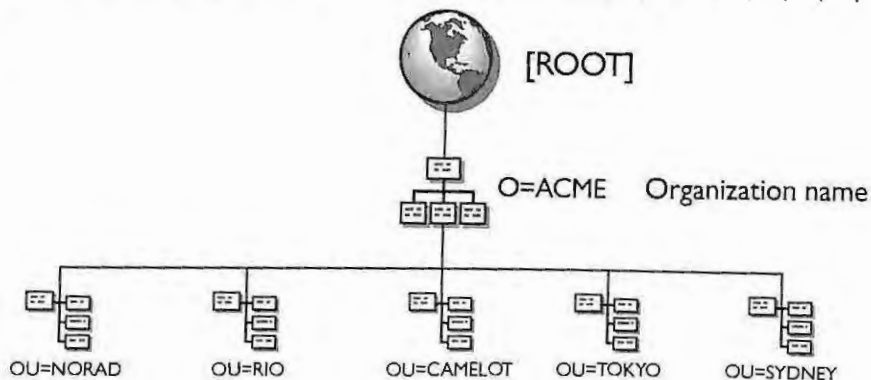 [ROOT]
O=ACME Organization name
OU=NORAD OU=RIO OU=CAMELOT OU=TOKYO OU=SYDNEY